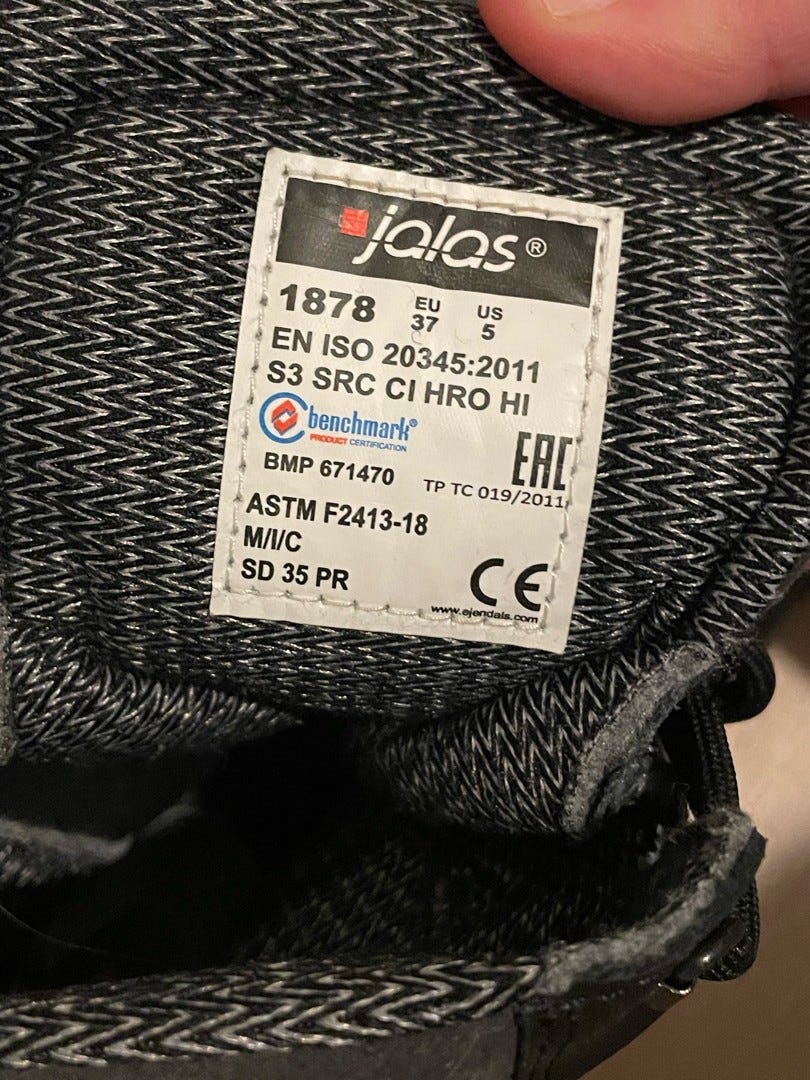 jalas®
1878 EU 37 US 5
EN ISO 20345:2011
S3 SRC CI HRO HI
benchmark®
PRODUCT CERTIFICATION
EAC
BMP 671470 TP TC 019/2011
ASTM F2413-18
M/I/C
SD 35 PR CE
www.ejendals.com